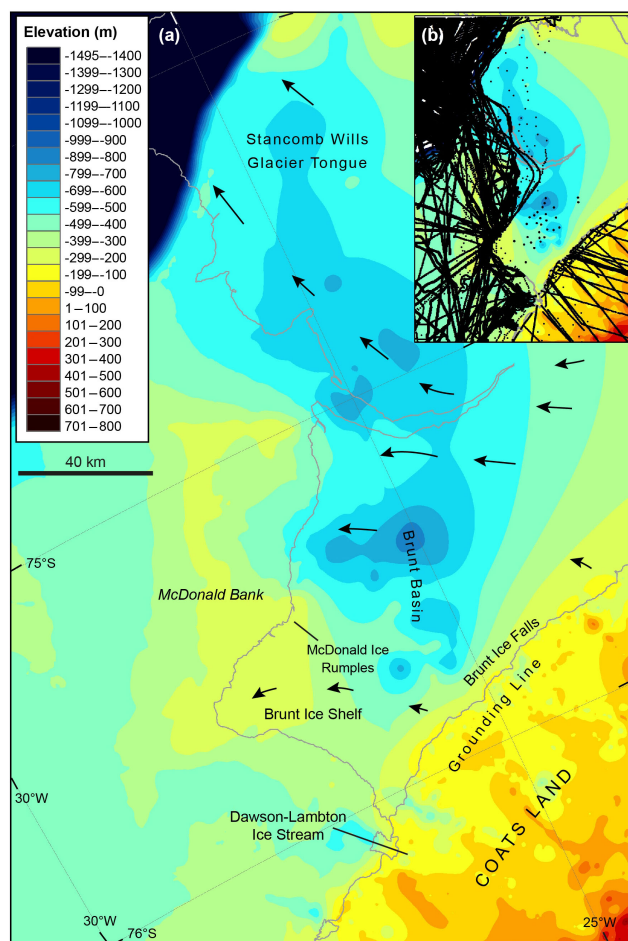 Elevation (m)
-1495–-1400
-1399–-1300
-1299–-1200
-1199–-1100
-1099–-1000
-999–-900
-899–-800
-799–-700
-699–-600
-599–-500
-499–-400
-399–-300
-299–-200
-199–-100
-99–-0
1–100
101–200
201–300
301–400
401–500
501–600
601–700
701–800
40 km
(a)
(b)
Stancomb Wills
Glacier Tongue
Brunt Basin
75°S
McDonald Bank
McDonald Ice
Rumples
Brunt Ice Falls
Grounding Line
Brunt Ice Shelf
COATS LAND
30°W
Dawson-Lambton
Ice Stream
30°W
76°S
25°W